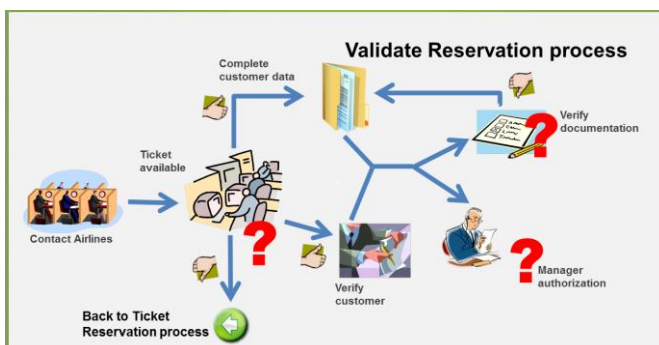 Validate Reservation process
Complete
customer data
Verify
documentation
Ticket
available
Contact Airlines
Verify
customer
Manager
authorization
Back to Ticket
Reservation process
?
?
?